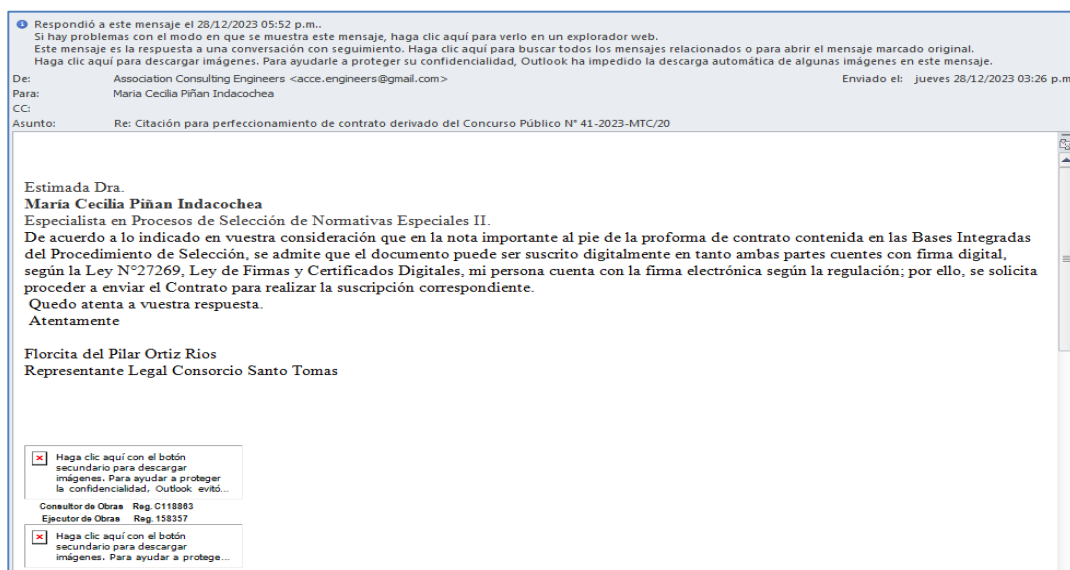 Respondió a este mensaje el 28/12/2023 05:52 p.m..
Si hay problemas con el modo en que se muestra este mensaje, haga clic aquí para verlo en un explorador web.
Este mensaje es la respuesta a una conversación con seguimiento. Haga clic aquí para buscar todos los mensajes relacionados o para abrir el mensaje marcado original.
Haga clic aquí para descargar imágenes. Para ayudarle a proteger su confidencialidad, Outlook ha impedido la descarga automática de algunas imágenes en este mensaje.
De: Association Consulting Engineers <acce.engineers@gmail.com> Enviado el: jueves 28/12/2023 03:26 p.m
Para: Maria Cecilia Piñan Indacochea
CC:
Asunto: Re: Citación para perfeccionamiento de contrato derivado del Concurso Público N° 41-2023-MTC/20
Estimada Dra.
María Cecilia Piñan Indacochea
Especialista en Procesos de Selección de Normativas Especiales II.
De acuerdo a lo indicado en vuestra consideración que en la nota importante al pie de la proforma de contrato contenida en las Bases Integradas
del Procedimiento de Selección, se admite que el documento puede ser suscrito digitalmente en tanto ambas partes cuentes con firma digital,
según la Ley N°27269, Ley de Firmas y Certificados Digitales, mi persona cuenta con la firma electrónica según la regulación; por ello, se solicita
proceder a enviar el Contrato para realizar la suscripción correspondiente.
Quedo atenta a vuestra respuesta.
Atentamente
Florcita del Pilar Ortiz Rios
Representante Legal Consorcio Santo Tomas
Haga clic aquí con el botón
secundario para descargar
imágenes. Para ayudar a proteger
la confidencialidad, Outlook evitó...
Consultor de Obras Reg. C118863
Ejecutor de Obras Reg. 158357
Haga clic aquí con el botón
secundario para descargar
imágenes. Para ayudar a protege...